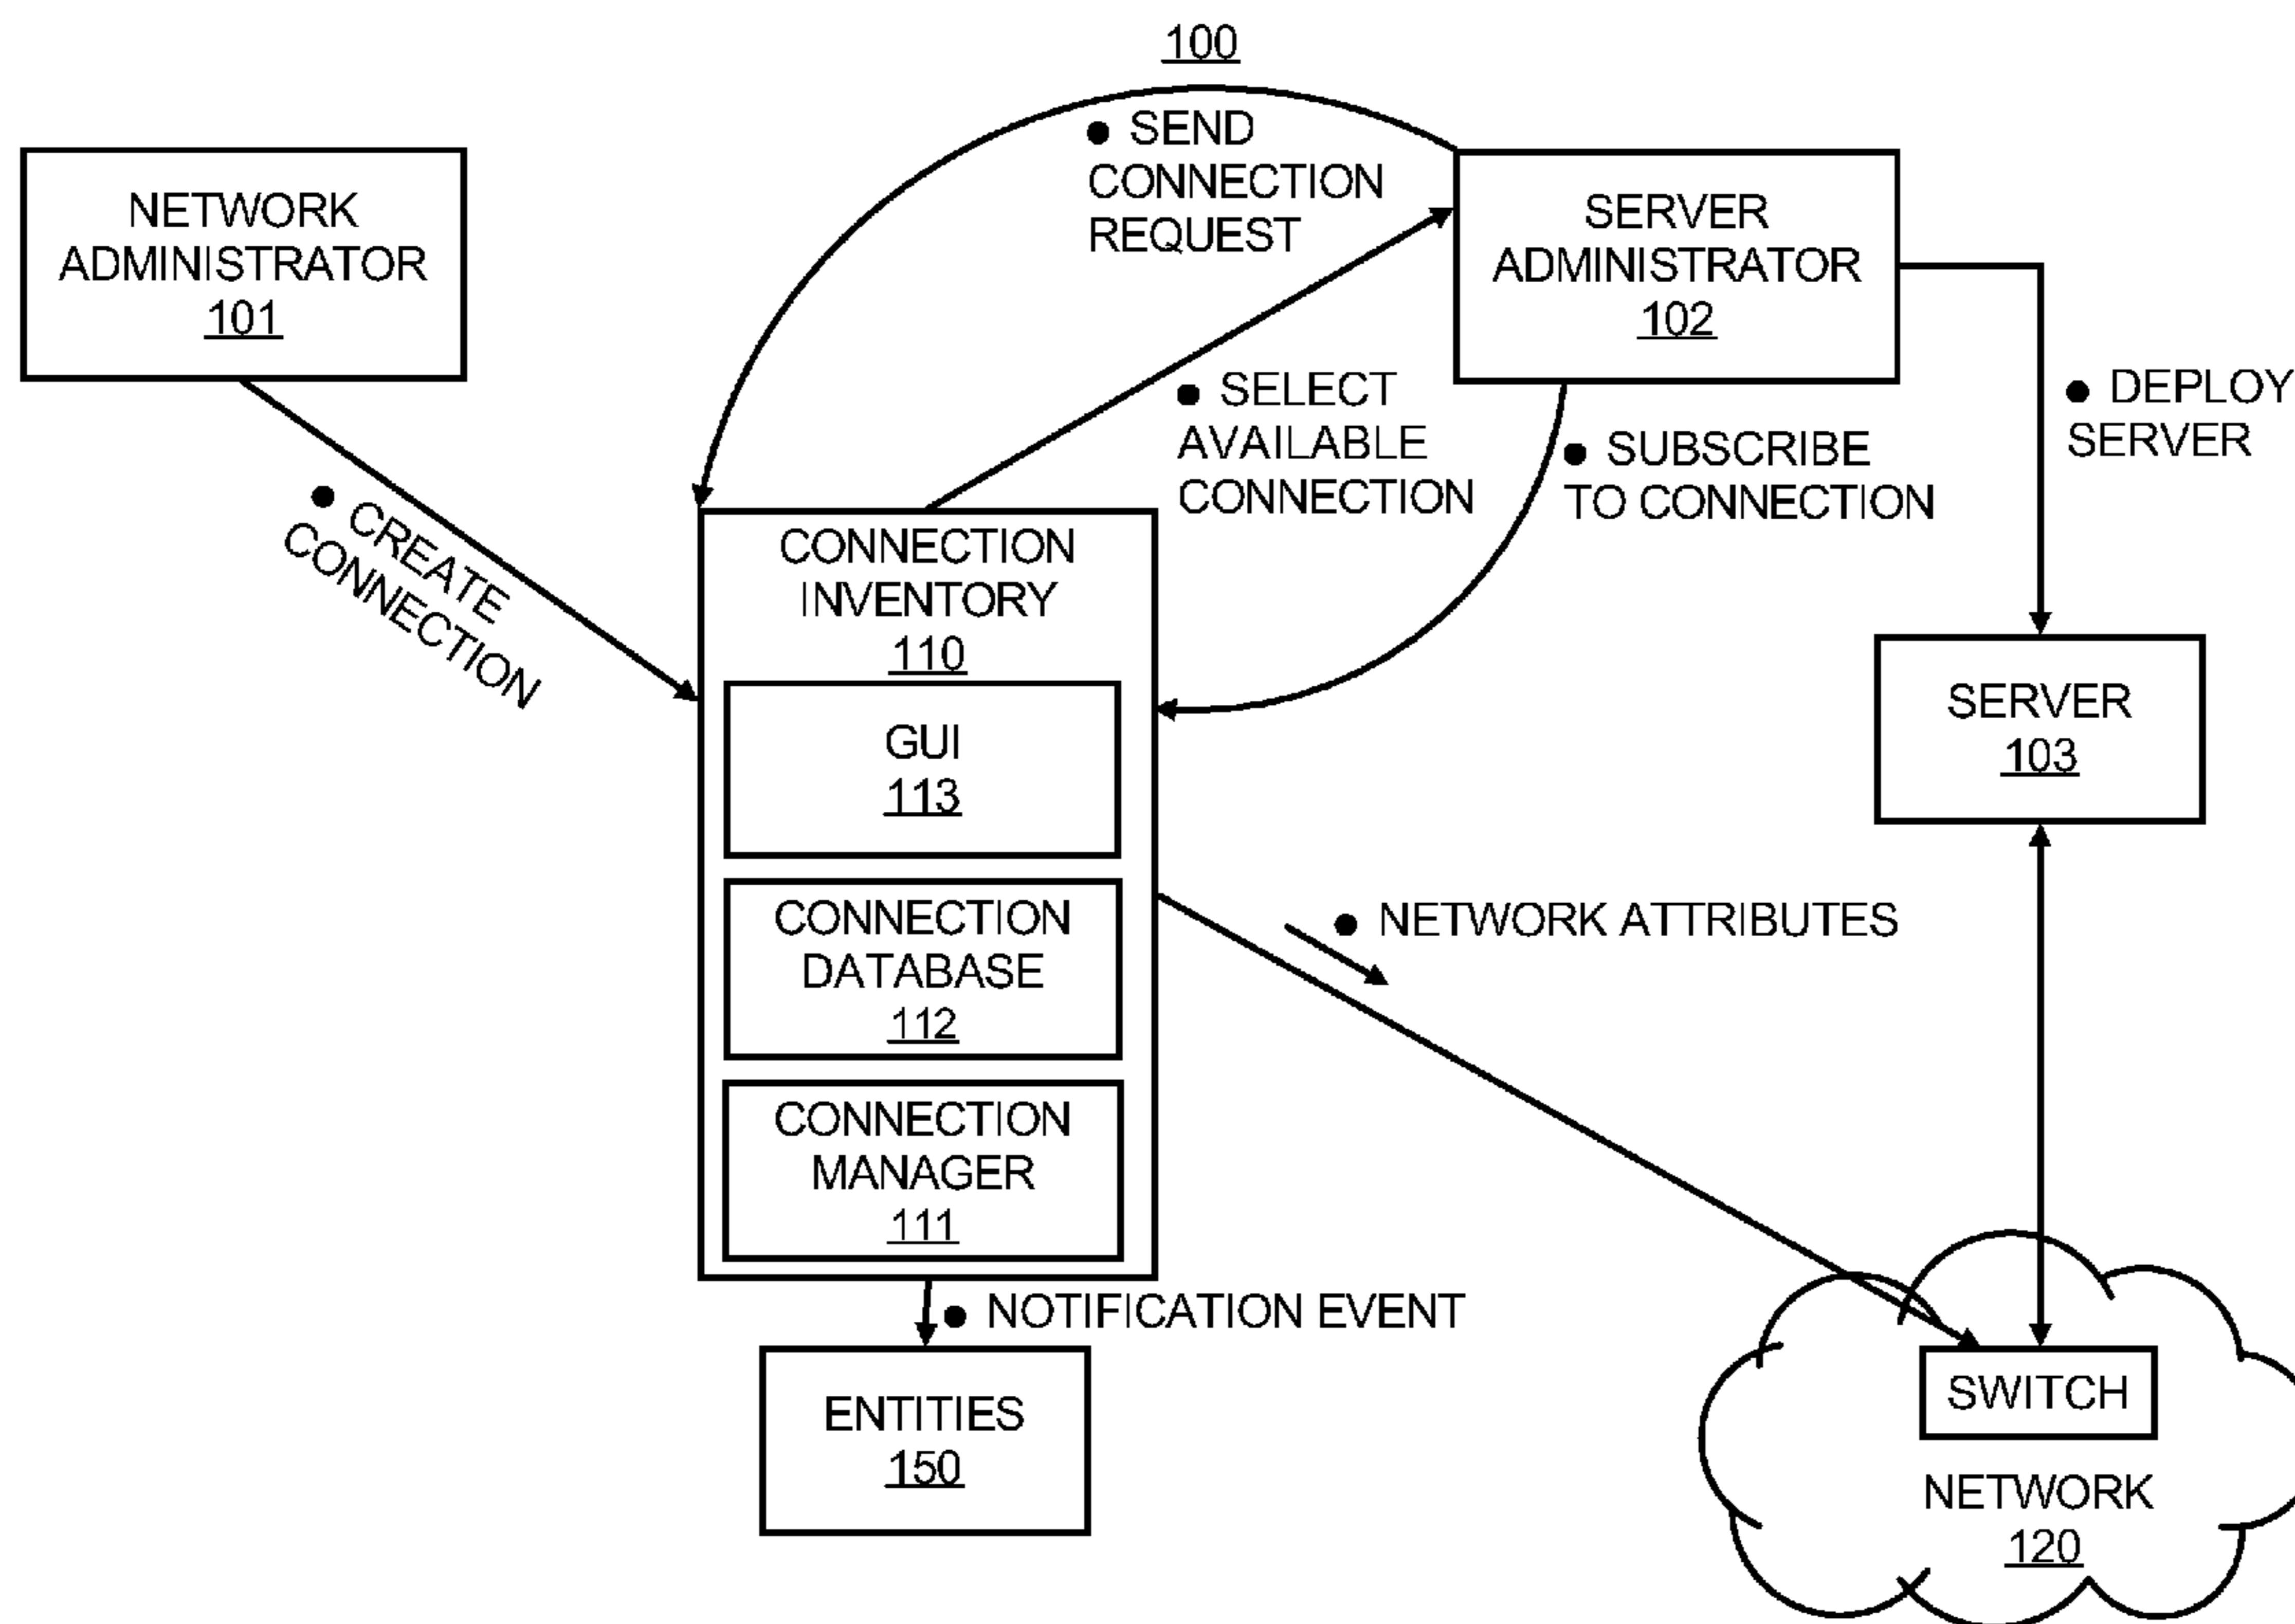 100
● SEND
CONNECTION
REQUEST
NETWORK
ADMINISTRATOR
101
SERVER
ADMINISTRATOR
102
● CREATE
CONNECTION
● SELECT
AVAILABLE
CONNECTION
● SUBSCRIBE
TO CONNECTION
● DEPLOY
SERVER
CONNECTION
INVENTORY
110
GUI
113
CONNECTION
DATABASE
112
CONNECTION
MANAGER
111
SERVER
103
● NETWORK ATTRIBUTES
● NOTIFICATION EVENT
ENTITIES
150
SWITCH
NETWORK
120